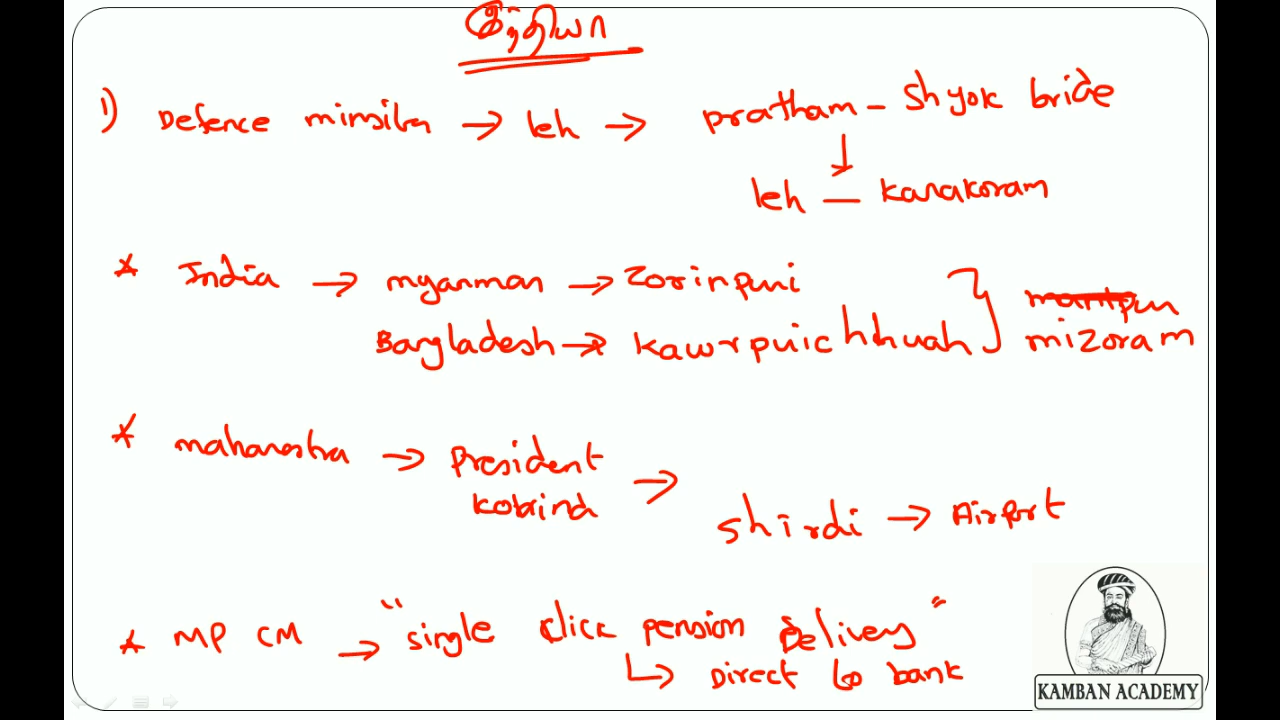 இந்தியா
1) Defence minsiter → leh → pratham - shyok bride
↓
leh — karakoram
* India → myanmar → zorinpuri
Bangladesh → kawrpuichhuah } mizoram
* maharastra → President
kobind → shirdi → Airport
* MP CM → "single click pension Delivery"
↳ Direct to bank
KAMBAN ACADEMY